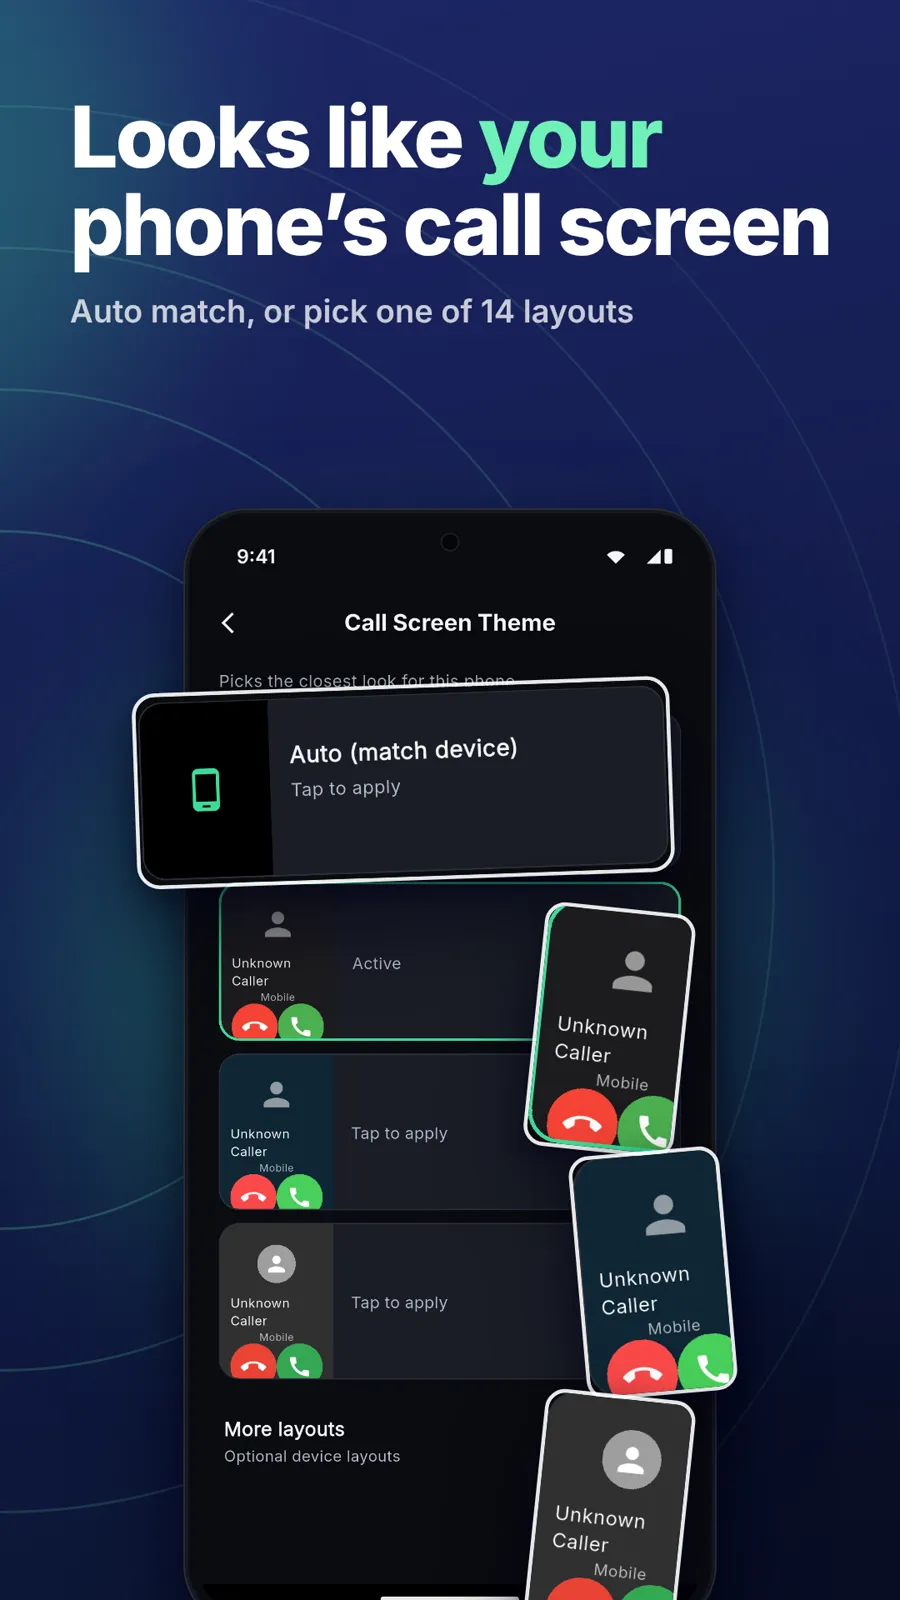 Looks like your
phone's call screen
Auto match, or pick one of 14 layouts
9:41
Call Screen Theme
Picks the closest look for this phone
Auto (match device)
Tap to apply
Unknown
Caller
Mobile
Active
Unknown
Caller
Mobile
Unknown
Caller
Mobile
Tap to apply
Unknown
Caller
Mobile
Unknown
Caller
Mobile
Tap to apply
More layouts
Optional device layouts
Unknown
Caller
Mobile